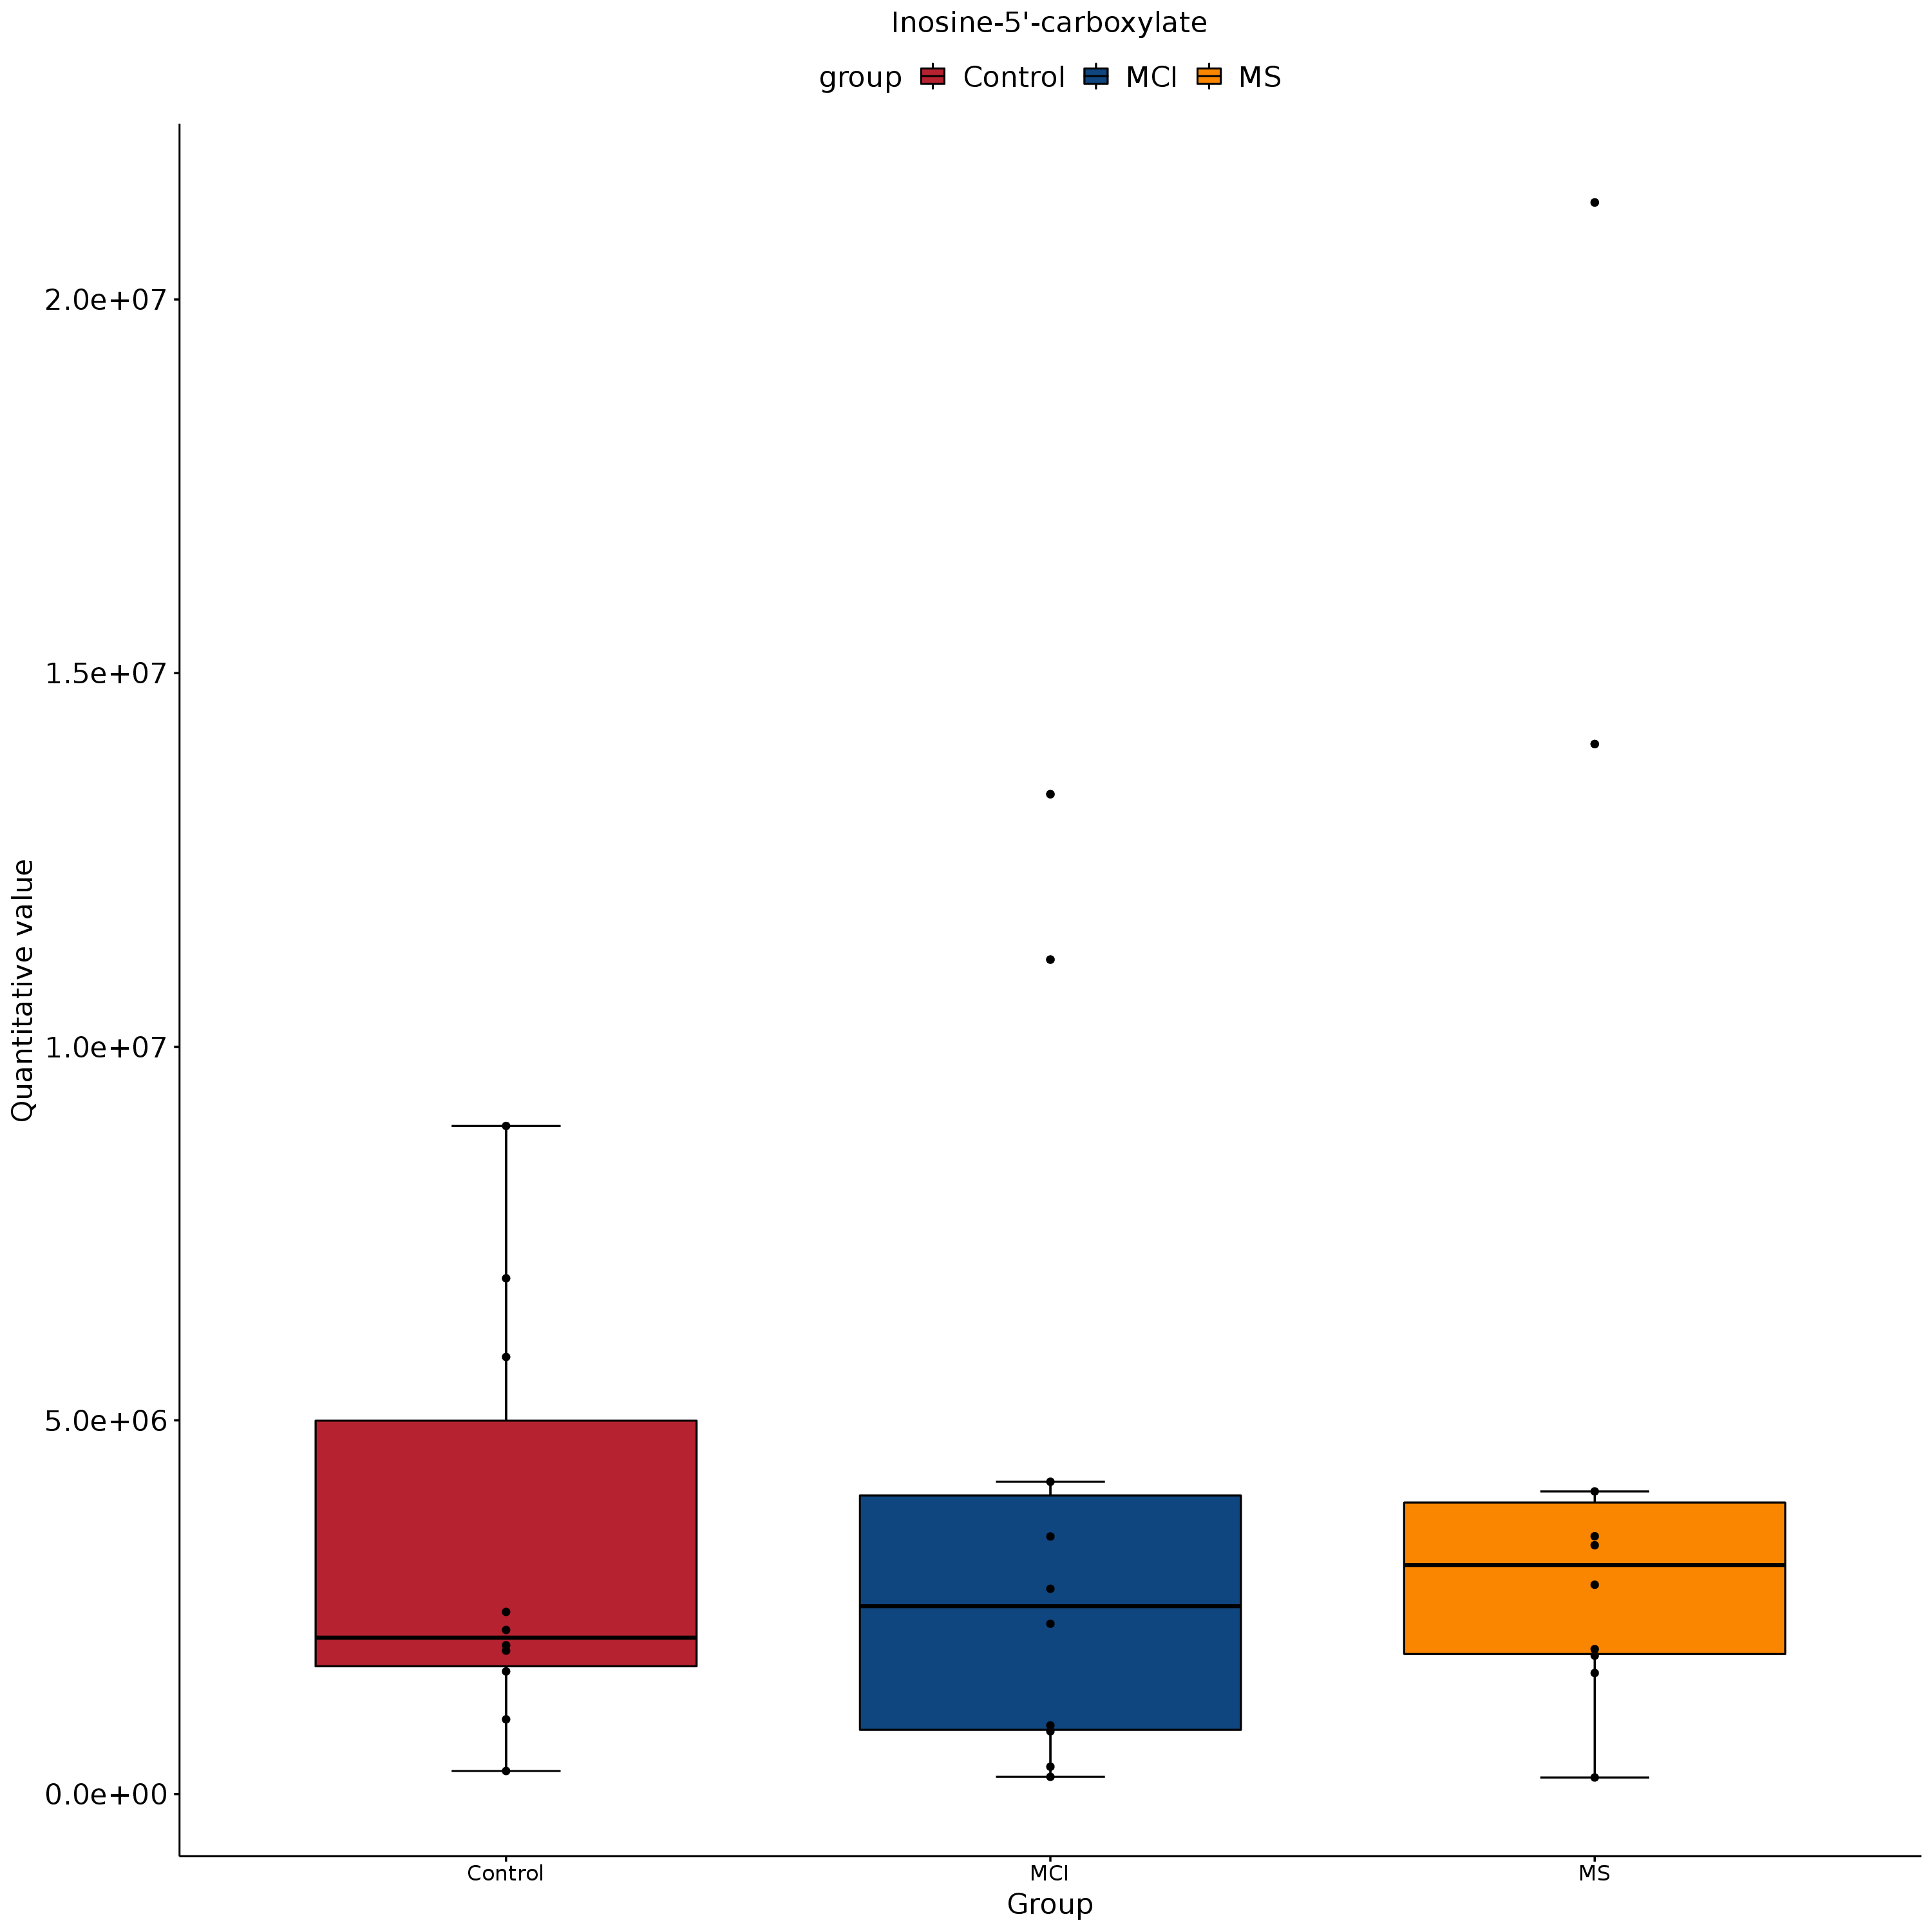 Inosine-5'-carboxylate
group Control MCI MS
Quantitative value
2.0e+07
1.5e+07
1.0e+07
5.0e+06
0.0e+00
Control MCI MS
Group